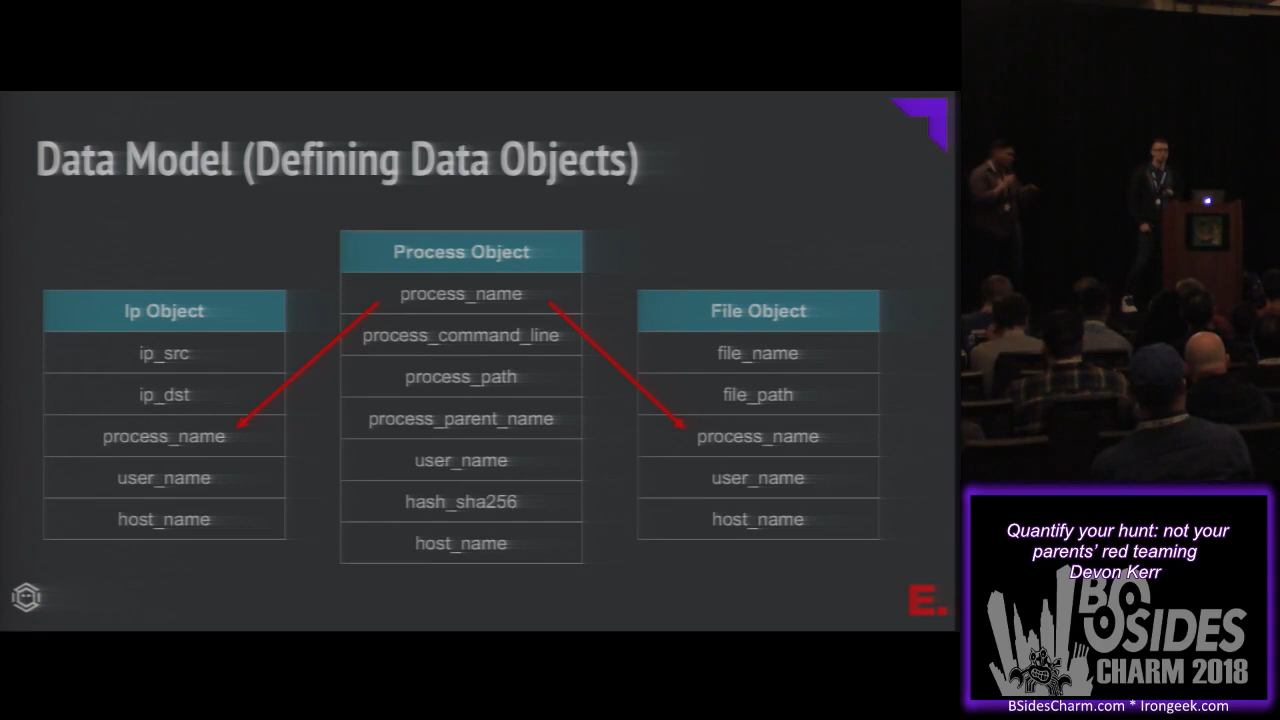 Data Model (Defining Data Objects)
Ip Object
ip_src
ip_dst
process_name
user_name
host_name
Process Object
process_name
process_command_line
process_path
process_parent_name
user_name
hash_sha256
host_name
File Object
file_name
file_path
process_name
user_name
host_name
E.
Quantify your hunt: not your
parents' red teaming
Devon Kerr
BSIDES
CHARM 2018
BSidesCharm.com * Irongeek.com